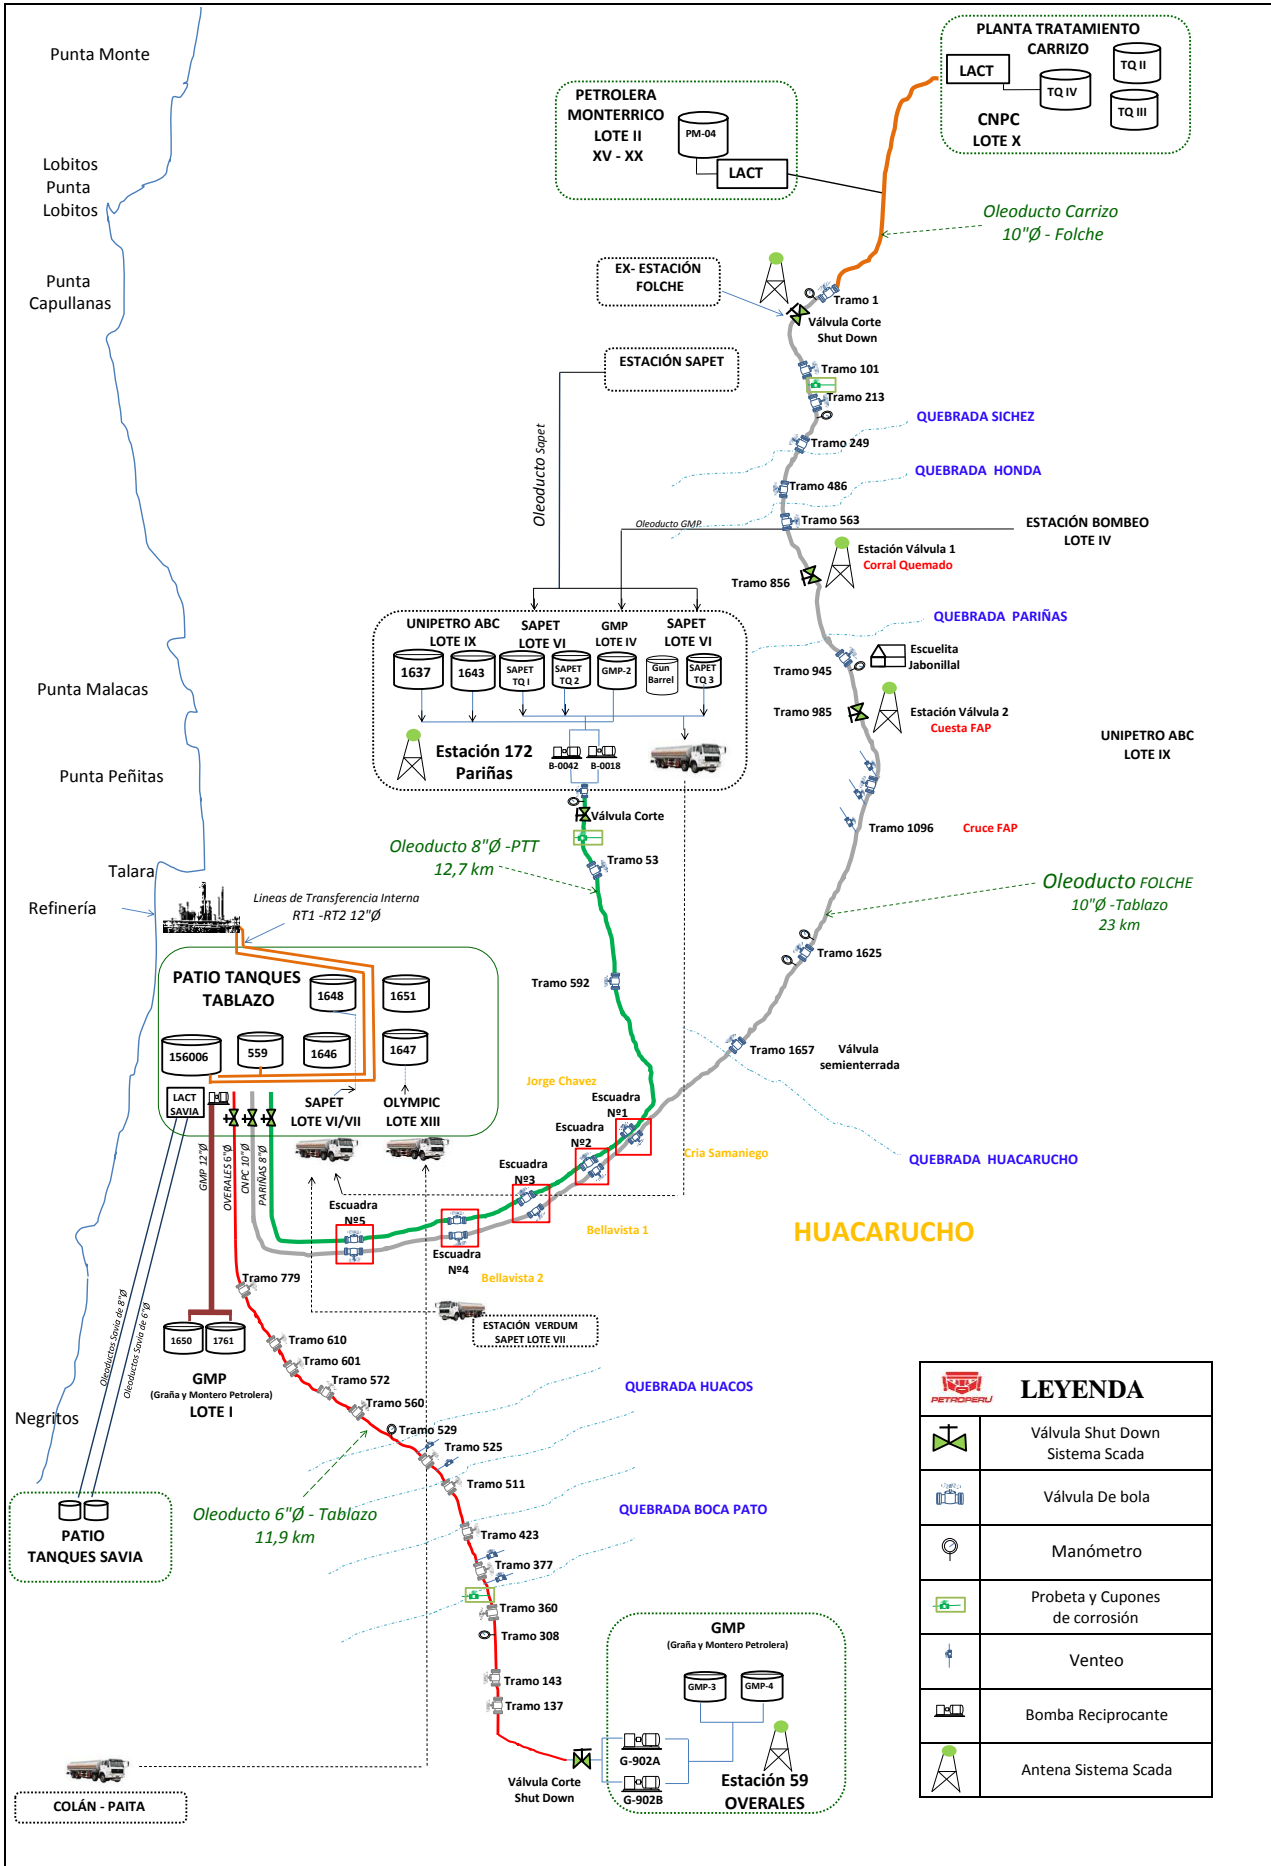 Punta Monte
Lobitos
Punta
Lobitos
Punta
Capullanas
Punta Malacas
Punta Peñitas
Talara
Refinería
Negritos
PLANTA TRATAMIENTO
CARRIZO
LACT
TQ II
TQ IV
TQ III
CNPC
LOTE X
PETROLERA
MONTERRICO
LOTE II
XV - XX
PM-04
LACT
Oleoducto Carrizo
10"Ø - Folche
EX- ESTACIÓN
FOLCHE
Tramo 1
Válvula Corte
Shut Down
ESTACIÓN SAPET
Oleoducto Sapet
Tramo 101
Tramo 213
QUEBRADA SICHEZ
Tramo 249
QUEBRADA HONDA
Tramo 486
Tramo 563
Oleoducto GMP
ESTACIÓN BOMBEO
LOTE IV
Estación Válvula 1
Corral Quemado
Tramo 856
QUEBRADA PARIÑAS
Escuelita
Jabonillal
Tramo 945
Tramo 985
Estación Válvula 2
Cuesta FAP
UNIPETRO ABC
LOTE IX
Tramo 1096
Cruce FAP
Oleoducto FOLCHE
10"Ø -Tablazo
23 km
Tramo 1625
Tramo 1657
Válvula
semienterrada
UNIPETRO ABC
LOTE IX
SAPET
LOTE VI
GMP
LOTE IV
SAPET
LOTE VI
1637
1643
SAPET
TQ I
SAPET
TQ 2
GMP-2
Gun
Barrel
SAPET
TQ 3
Estación 172
Pariñas
B-0042
B-0018
Válvula Corte
Oleoducto 8"Ø -PTT
12,7 km
Tramo 53
Tramo 592
Lineas de Transferencia Interna
RT1 -RT2 12"Ø
PATIO TANQUES
TABLAZO
1648
1651
156006
559
1646
1647
LACT
SAVIA
SAPET
LOTE VI/VII
OLYMPIC
LOTE XIII
GMP 12"Ø
OVERALES 6"Ø
CNPC 10"Ø
PARIÑAS 8"Ø
Jorge Chavez
Escuadra
Nº1
Escuadra
Nº2
Escuadra
Nº3
Escuadra
Nº4
Escuadra
Nº5
Cria Samaniego
QUEBRADA HUACARUCHO
Bellavista 1
Bellavista 2
HUACARUCHO
Tramo 779
ESTACIÓN VERDUM
SAPET LOTE VII
Oleoductos Savia de 8"Ø
Oleoductos Savia de 6"Ø
1650
1761
GMP
(Graña y Montero Petrolera)
LOTE I
Tramo 610
Tramo 601
Tramo 572
Tramo 560
Tramo 529
Tramo 525
Tramo 511
QUEBRADA HUACOS
QUEBRADA BOCA PATO
Oleoducto 6"Ø - Tablazo
11,9 km
PATIO
TANQUES SAVIA
Tramo 423
Tramo 377
Tramo 360
Tramo 308
Tramo 143
Tramo 137
GMP
(Graña y Montero Petrolera)
GMP-3
GMP-4
G-902A
G-902B
Estación 59
OVERALES
Válvula Corte
Shut Down
COLÁN - PAITA
PETROPERÚ
LEYENDA
Válvula Shut Down
Sistema Scada
Válvula De bola
Manómetro
Probeta y Cupones
de corrosión
Venteo
Bomba Reciprocante
Antena Sistema Scada